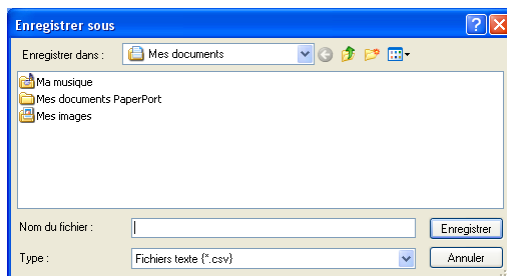 Enregistrer sous
Enregistrer dans : Mes documents
Ma musique
Mes documents PaperPort
Mes images
Nom du fichier : Enregistrer
Type : Fichiers texte {*.csv} Annuler